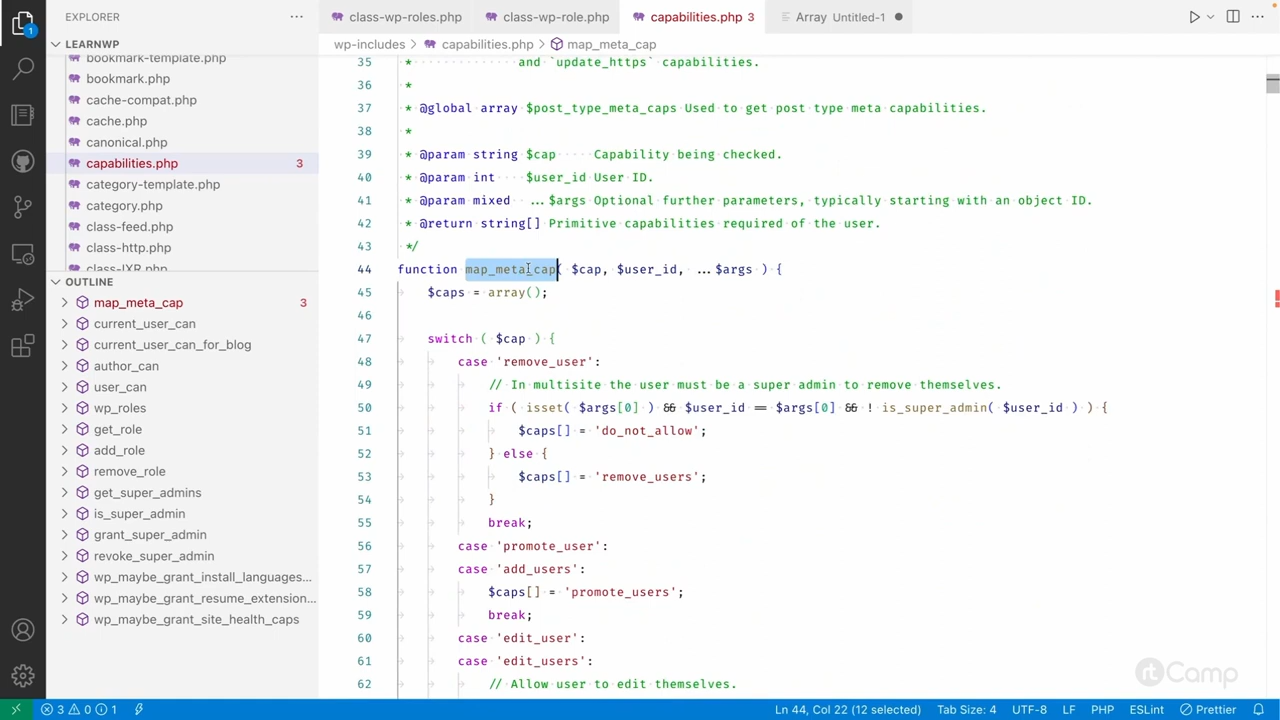 EXPLORER
LEARNWP
bookmark-template.php
bookmark.php
cache-compat.php
cache.php
canonical.php
capabilities.php 3
category-template.php
category.php
class-feed.php
class-http.php
class-IXR.php
OUTLINE
map_meta_cap 3
current_user_can
current_user_can_for_blog
author_can
user_can
wp_roles
get_role
add_role
remove_role
get_super_admins
is_super_admin
grant_super_admin
revoke_super_admin
wp_maybe_grant_install_languages...
wp_maybe_grant_resume_extension...
wp_maybe_grant_site_health_caps
1
class-wp-roles.php class-wp-role.php capabilities.php 3 Array Untitled-1
wp-includes > capabilities.php > map_meta_cap
35 * and `update_https` capabilities.
36 *
37 * @global array $post_type_meta_caps Used to get post type meta capabilities.
38 *
39 * @param string $cap Capability being checked.
40 * @param int $user_id User ID.
41 * @param mixed ...$args Optional further parameters, typically starting with an object ID.
42 * @return string[] Primitive capabilities required of the user.
43 */
44 function map_meta_cap( $cap, $user_id, ...$args ) {
45 $caps = array();
46
47 switch ( $cap ) {
48 case 'remove_user':
49 // In multisite the user must be a super admin to remove themselves.
50 if ( isset( $args[0] ) && $user_id == $args[0] && ! is_super_admin( $user_id ) ) {
51 $caps[] = 'do_not_allow';
52 } else {
53 $caps[] = 'remove_users';
54 }
55 break;
56 case 'promote_user':
57 case 'add_users':
58 $caps[] = 'promote_users';
59 break;
60 case 'edit_user':
61 case 'edit_users':
62 // Allow user to edit themselves.
rtCamp
3 0 1 Ln 44, Col 22 (12 selected) Tab Size: 4 UTF-8 LF PHP ESLint Prettier